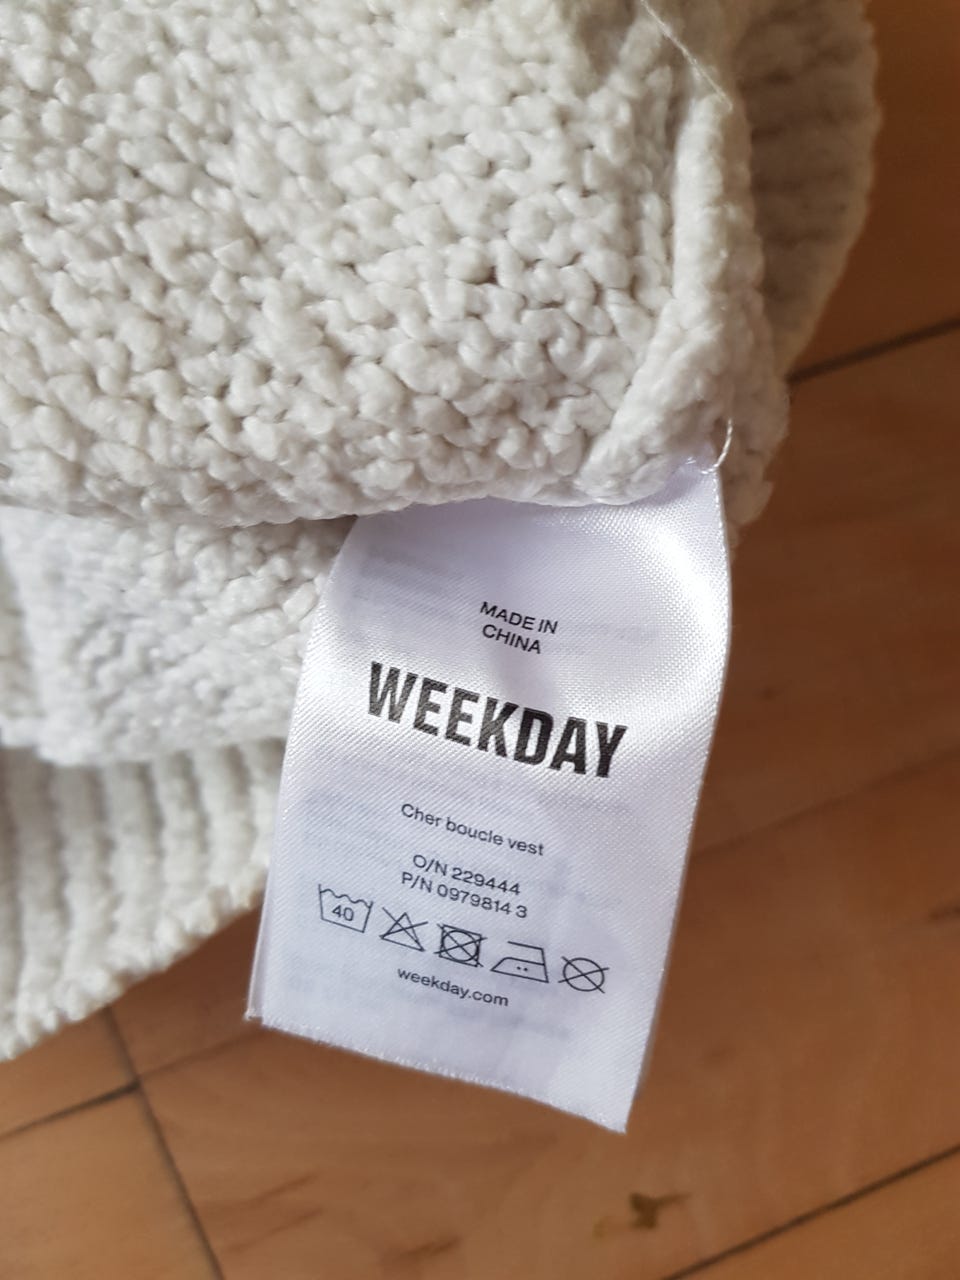 MADE IN
CHINA
WEEKDAY
Cher boucle vest
O/N 229444
P/N 0979814 3
40
weekday.com